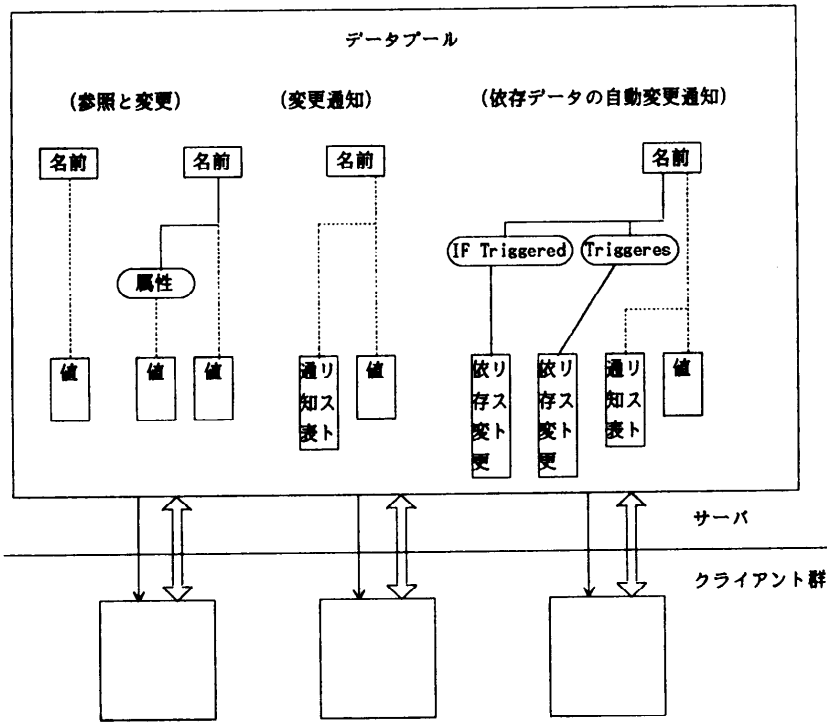 データプール
(参照と変更)
(変更通知)
(依存データの自動変更通知)
名前
名前
名前
名前
IF Triggered
Triggeres
属性
値
値
値
通知表リスト
値
依存変更リスト
依存変更リスト
通知表リスト
値
サーバ
クライアント群